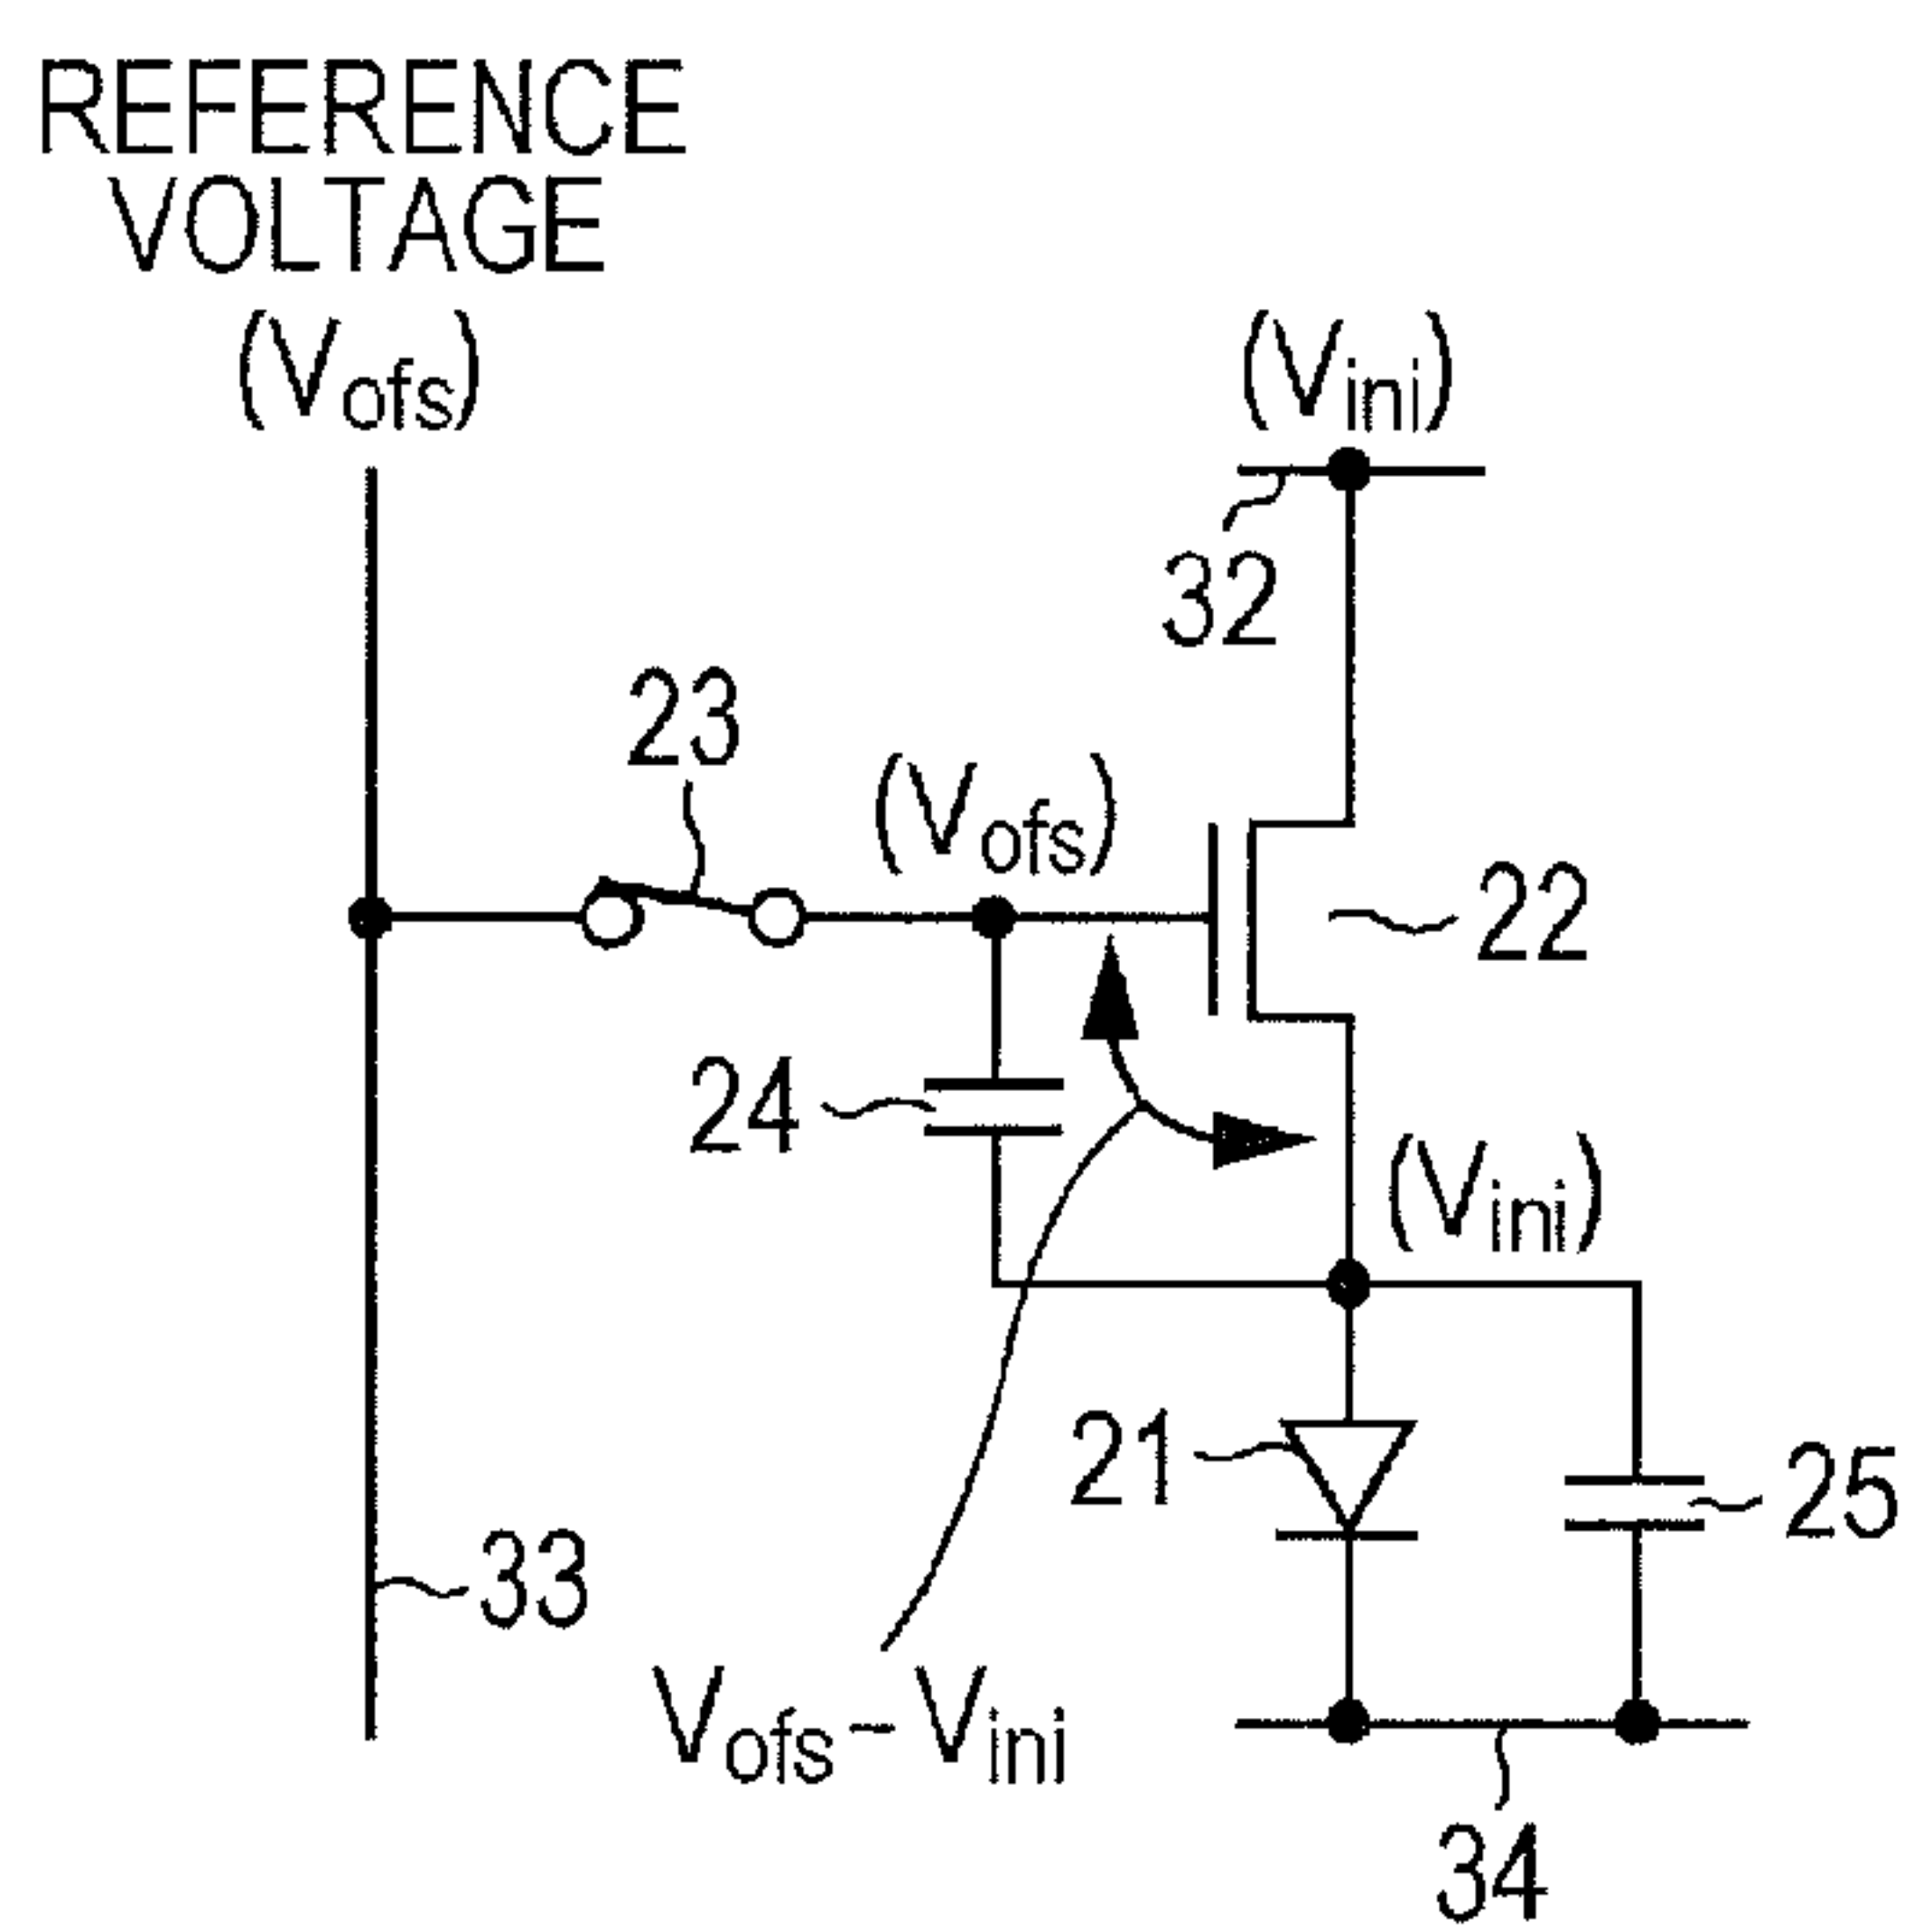 REFERENCE
VOLTAGE
(Vofs)
(Vini)
32
23
(Vofs)
22
24
(Vini)
21
25
33
Vofs-Vini
34